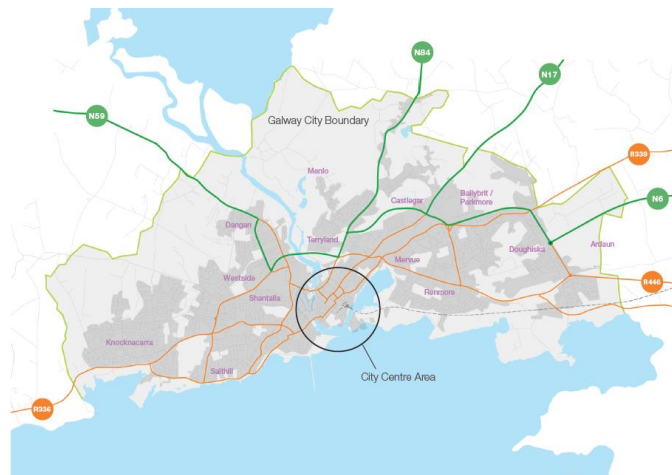 N84
N17
N59
Galway City Boundary
R339
Menlo
Castlegar
Ballybrit /
Parkmore
N6
Dangan
Terryland
Doughiska
Ardaun
Mervue
Westside
Renmore
R446
Shantalla
Knocknacarra
Salthill
City Centre Area
R336